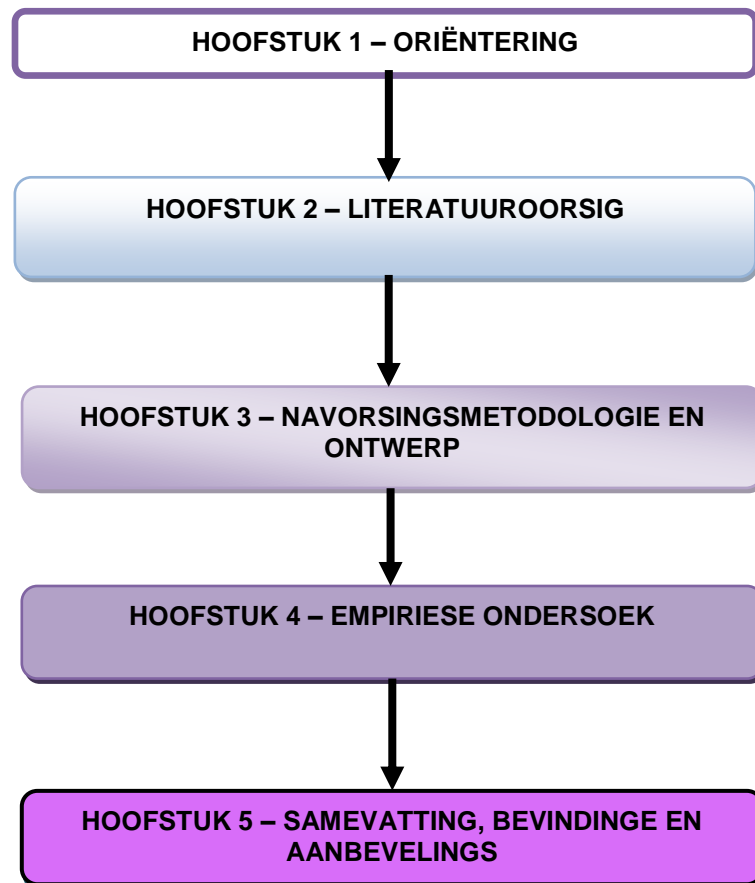 HOOFSTUK 1 – ORIËNTERING
HOOFSTUK 2 – LITERATUUROORSIG
HOOFSTUK 3 – NAVORSINGSMETODOLOGIE EN
ONTWERP
HOOFSTUK 4 – EMPIRIESE ONDERSOEK
HOOFSTUK 5 – SAMEVATTING, BEVINDINGE EN
AANBEVELINGS